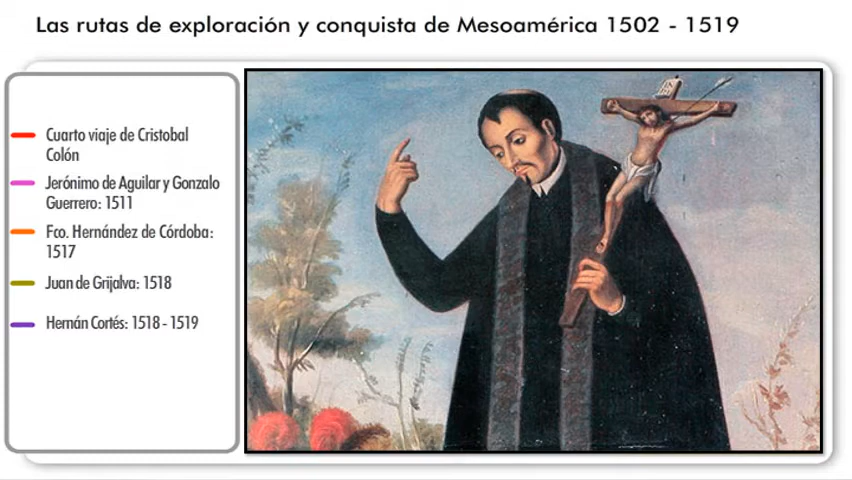 Las rutas de exploración y conquista de Mesoamérica 1502 - 1519
Cuarto viaje de Cristobal
Colón
Jerónimo de Aguilar y Gonzalo
Guerrero: 1511
Fco. Hernández de Córdoba:
1517
Juan de Grijalva: 1518
Hernán Cortés: 1518 - 1519